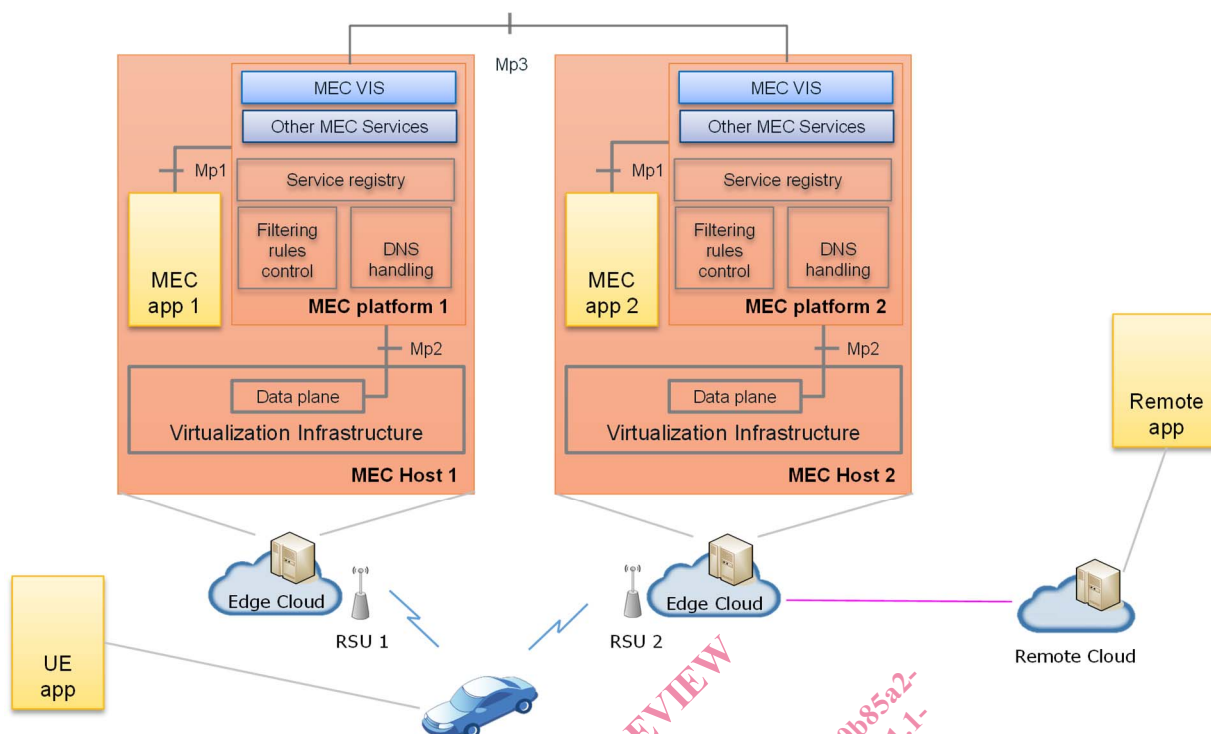 Mp3
MEC VIS
Other MEC Services
Mp1
Service registry
Filtering
rules
control
DNS
handling
MEC
app 1
MEC platform 1
Mp2
Data plane
Virtualization Infrastructure
MEC Host 1
MEC VIS
Other MEC Services
Mp1
Service registry
Filtering
rules
control
DNS
handling
MEC
app 2
MEC platform 2
Mp2
Data plane
Virtualization Infrastructure
MEC Host 2
Remote
app
Edge Cloud
RSU 1
RSU 2
Edge Cloud
Remote Cloud
UE
app
EVIEW